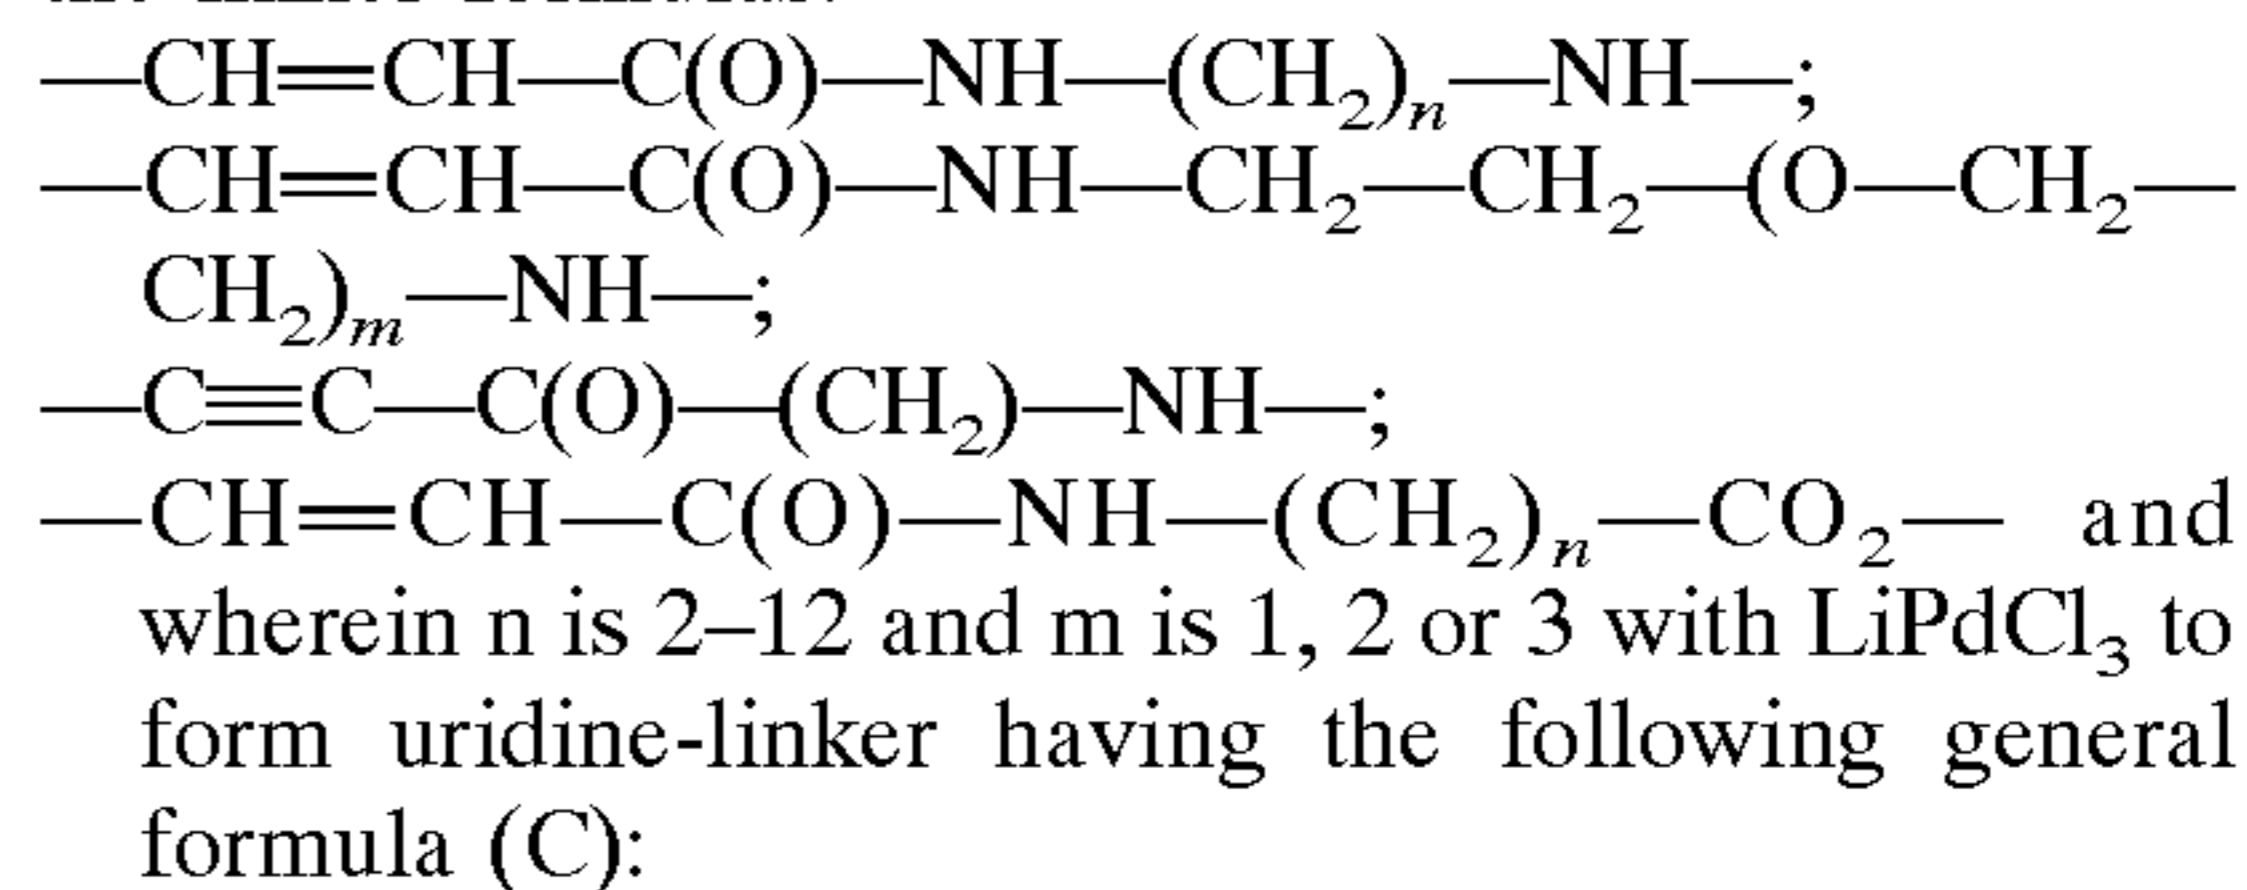 —CH=CH—C(O)—NH—(CH₂)ₙ—NH—;
—CH=CH—C(O)—NH—CH₂—CH₂—(O—CH₂—
CH₂)ₘ—NH—;
—C≡C—C(O)—(CH₂)—NH—;
—CH=CH—C(O)—NH—(CH₂)ₙ—CO₂— and
wherein n is 2–12 and m is 1, 2 or 3 with LiPdCl₃ to
form uridine-linker having the following general
formula (C):